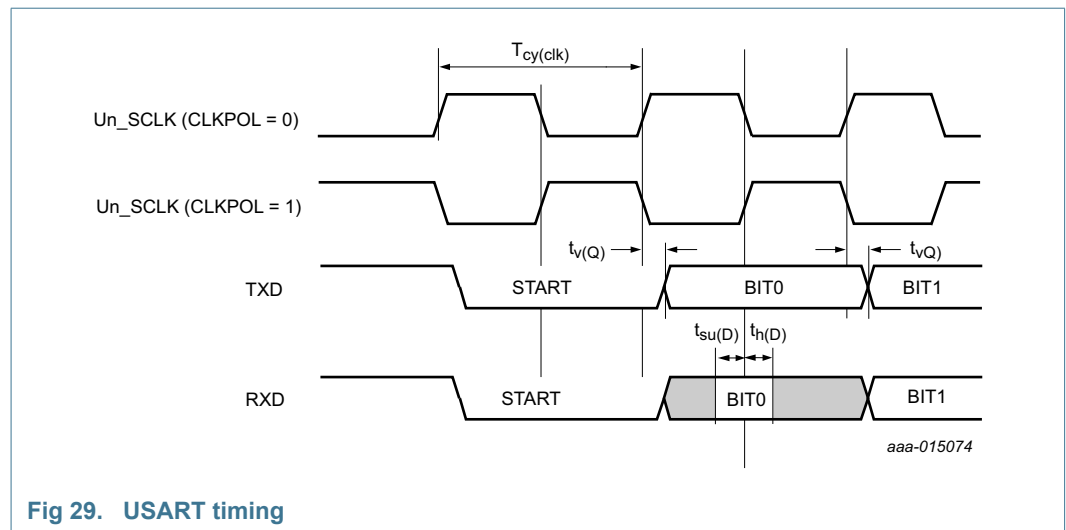 Tcy(clk)
Un_SCLK (CLKPOL = 0)
Un_SCLK (CLKPOL = 1)
tv(Q)
tvQ)
TXD
START
BIT0
BIT1
tsu(D)
th(D)
RXD
START
BIT0
BIT1
aaa-015074
Fig 29. USART timing